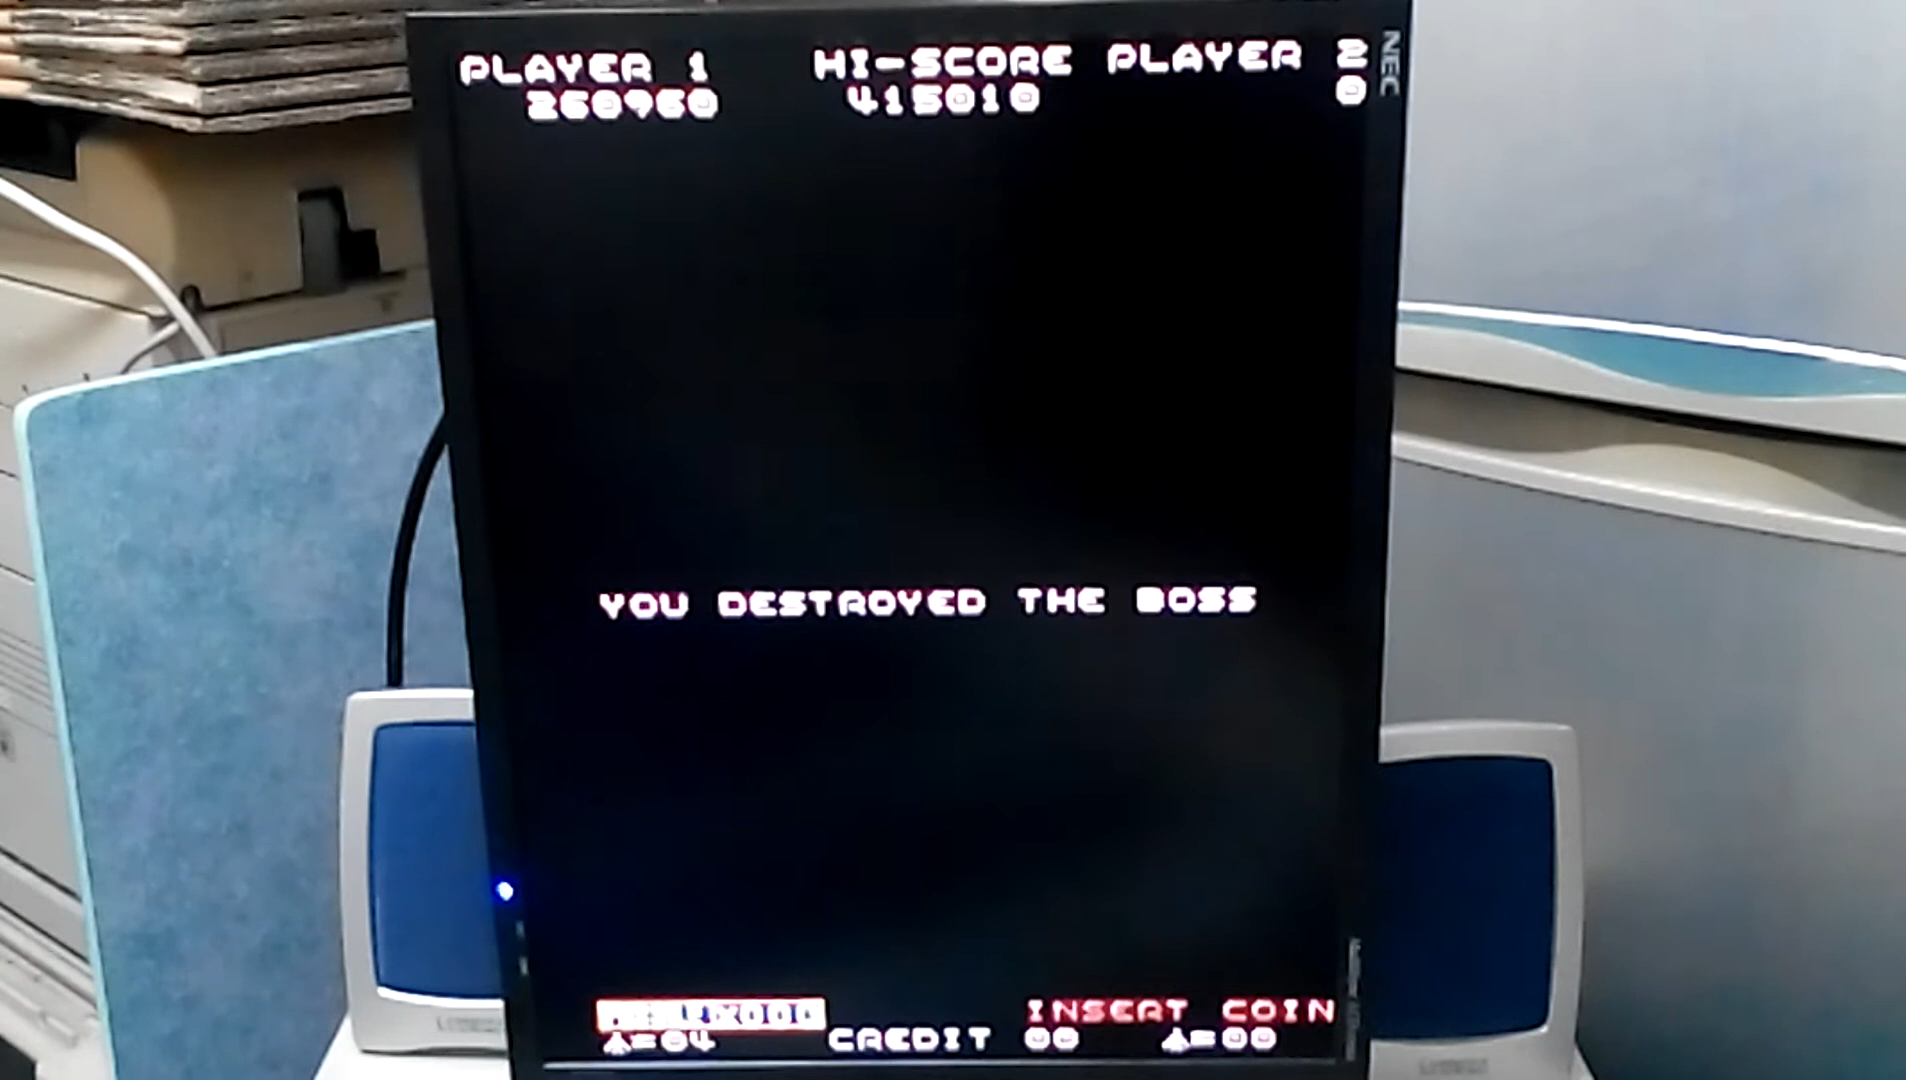 PLAYER 1 HI-SCORE PLAYER 2
260960 415010 0
NEC
YOU DESTROYED THE BOSS
INSERT COIN
=04 CREDIT 00 =00